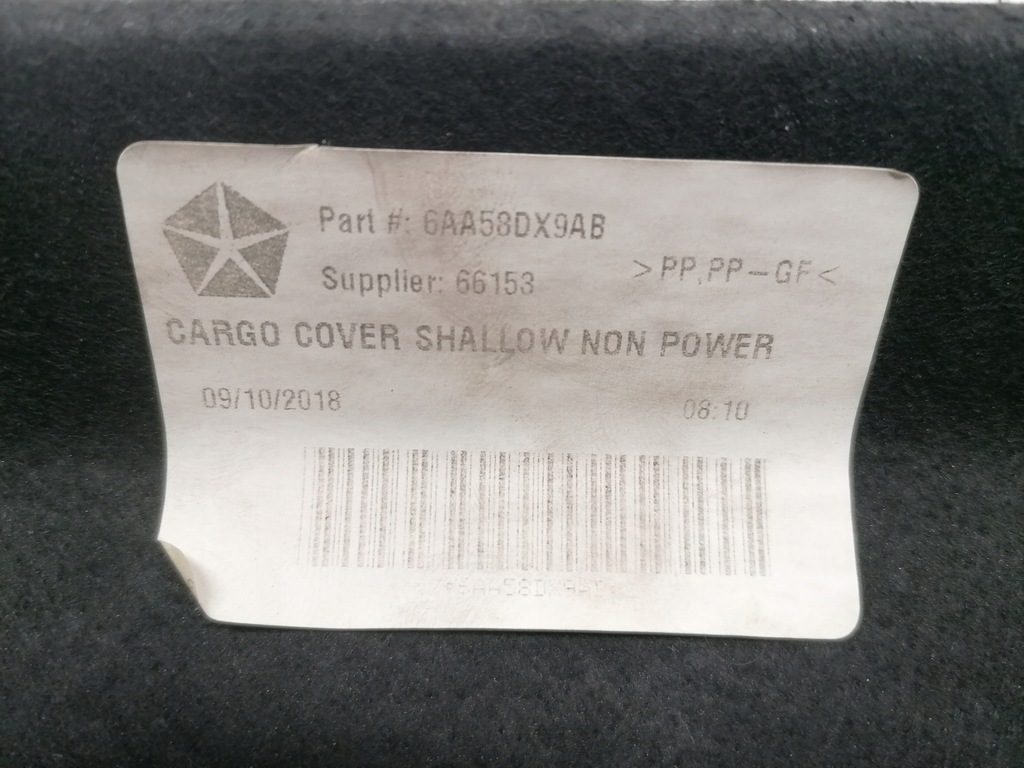 Part #: 6AA58DX9AB
Supplier: 66153
>PP,PP-GF<
CARGO COVER SHALLOW NON POWER
09/10/2018
08:10